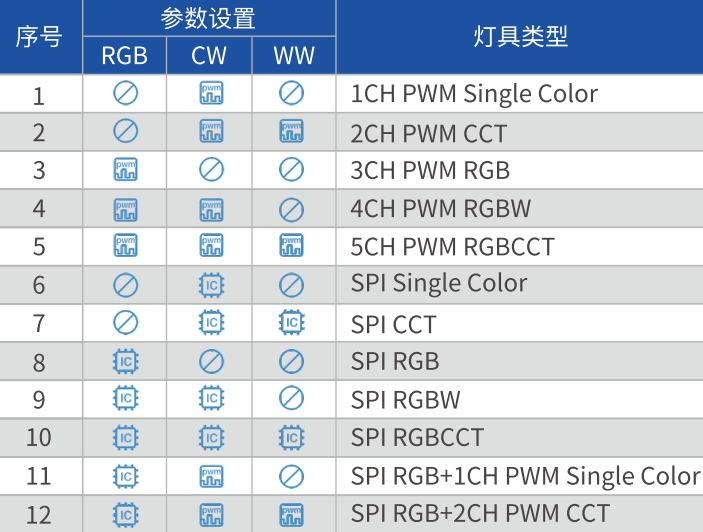 序号 参数设置 灯具类型
RGB CW WW
1 pwm 1CH PWM Single Color
2 pwm pwm 2CH PWM CCT
3 pwm 3CH PWM RGB
4 pwm pwm 4CH PWM RGBW
5 pwm pwm pwm 5CH PWM RGBCCT
6 IC SPI Single Color
7 IC IC SPI CCT
8 IC SPI RGB
9 IC IC SPI RGBW
10 IC IC IC SPI RGBCCT
11 IC pwm SPI RGB+1CH PWM Single Color
12 IC pwm pwm SPI RGB+2CH PWM CCT